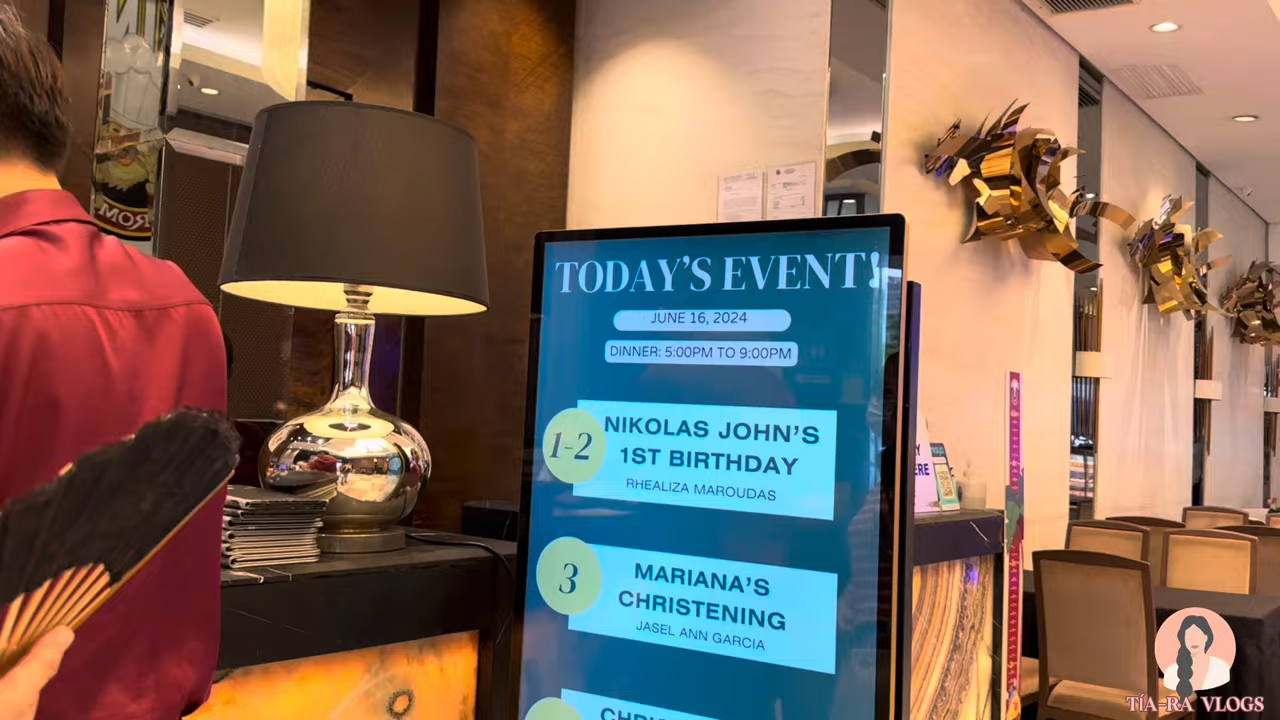 TODAY'S EVENT!
JUNE 16, 2024
DINNER: 5:00PM TO 9:00PM
1-2
NIKOLAS JOHN'S
1ST BIRTHDAY
RHEALIZA MAROUDAS
3
MARIANA'S
CHRISTENING
JASEL ANN GARCIA
TÍA-RA VLOGS